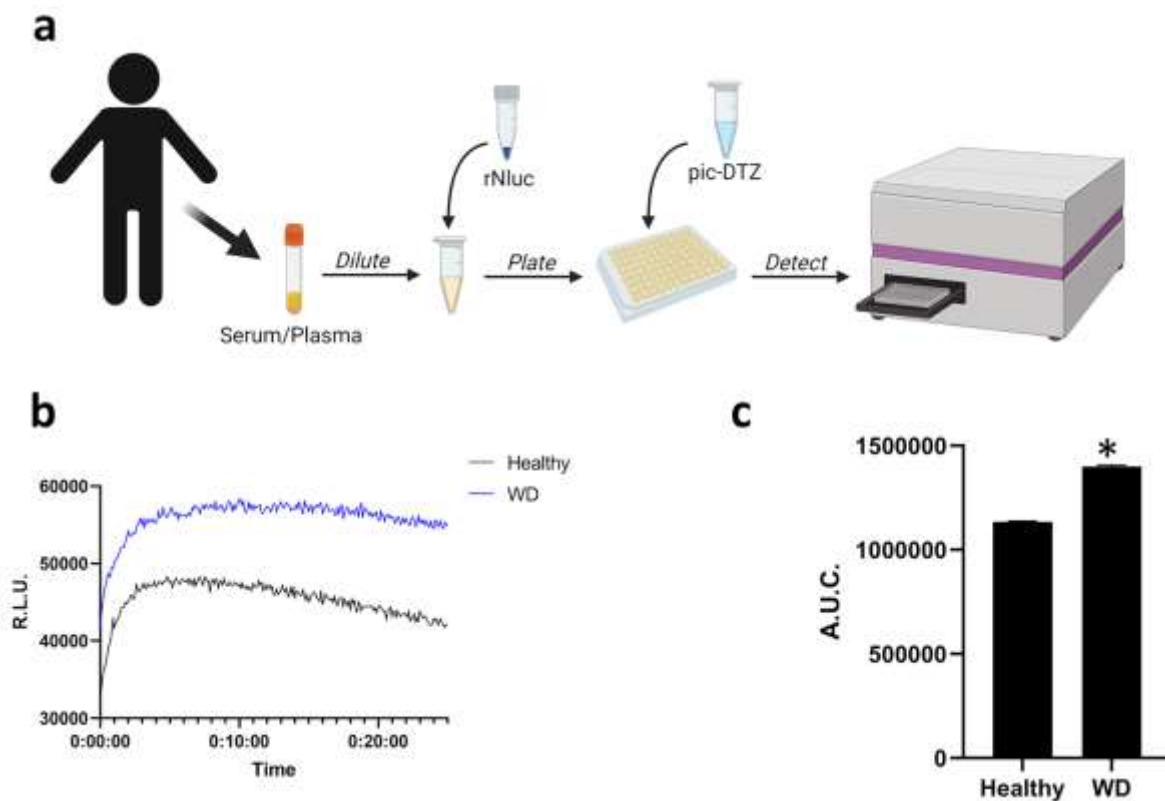 a
rNluc
pic-DTZ
Dilute
Plate
Detect
Serum/Plasma
b
Healthy
WD
60000
50000
40000
30000
R.L.U.
0:00:00
0:10:00
0:20:00
Time
c
1500000
1000000
500000
0
A.U.C.
*
Healthy
WD